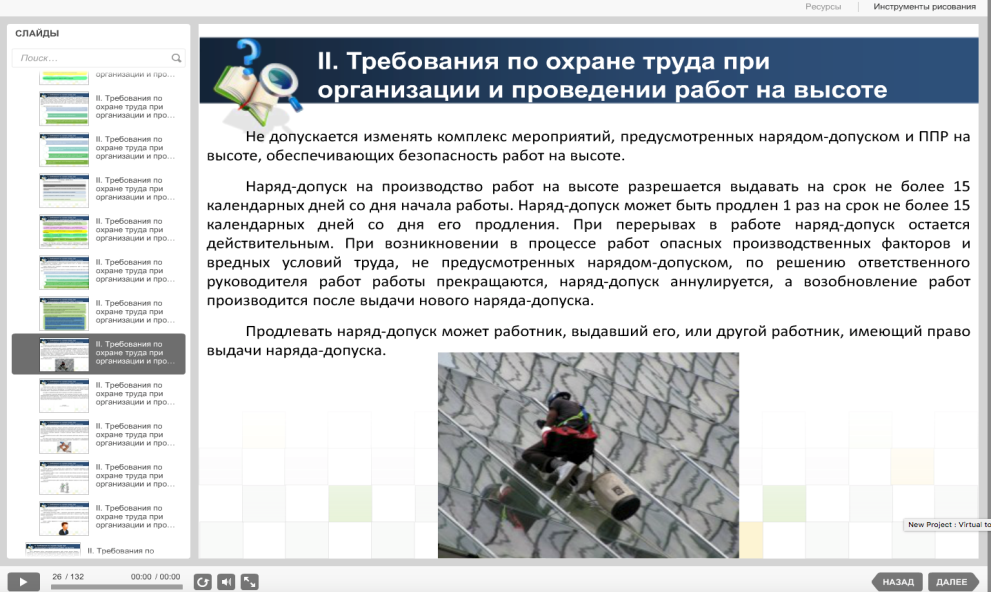 Ресурсы
Инструменты рисования
СЛАЙДЫ
Поиск...
организации и про...
II. Требования по
охране труда при
организации и про...
II. Требования по
охране труда при
организации и про...
II. Требования по
охране труда при
организации и про...
II. Требования по
охране труда при
организации и про...
II. Требования по
охране труда при
организации и про...
II. Требования по
охране труда при
организации и про...
II. Требования по
охране труда при
организации и про...
II. Требования по
охране труда при
организации и про...
II. Требования по
охране труда при
организации и про...
II. Требования по
охране труда при
организации и про...
II. Требования по
охране труда при
организации и про...
II. Требования по
II. Требования по охране труда при
организации и проведении работ на высоте
Не допускается изменять комплекс мероприятий, предусмотренных нарядом-допуском и ППР на
высоте, обеспечивающих безопасность работ на высоте.
Наряд-допуск на производство работ на высоте разрешается выдавать на срок не более 15
календарных дней со дня начала работы. Наряд-допуск может быть продлен 1 раз на срок не более 15
календарных дней со дня его продления. При перерывах в работе наряд-допуск остается
действительным. При возникновении в процессе работ опасных производственных факторов и
вредных условий труда, не предусмотренных нарядом-допуском, по решению ответственного
руководителя работ работы прекращаются, наряд-допуск аннулируется, а возобновление работ
производится после выдачи нового наряда-допуска.
Продлевать наряд-допуск может работник, выдавший его, или другой работник, имеющий право
выдачи наряда-допуска.
New Project : Virtual to
26 / 132
00:00 / 00:00
НАЗАД
ДАЛЕЕ